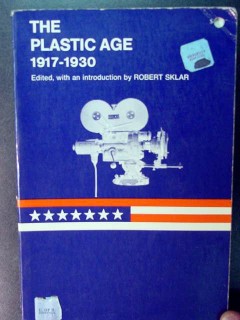 THE
PLASTIC AGE
1917-1930
Edited, with an introduction by ROBERT SKLAR